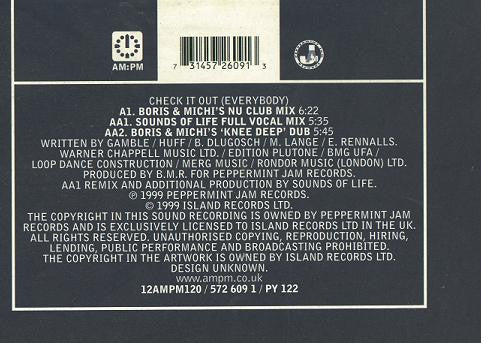 AM:PM
7 31457 26091 3
J
CHECK IT OUT (EVERYBODY)
A1. BORIS & MICHI'S NU CLUB MIX 6:22
AA1. SOUNDS OF LIFE FULL VOCAL MIX 5:35
AA2. BORIS & MICHI'S 'KNEE DEEP' DUB 5:45
WRITTEN BY GAMBLE / HUFF / B. DLUGOSCH / M. LANGE / E. RENNALLS.
WARNER CHAPPELL MUSIC LTD. / EDITION PLUTONE / BMG UFA /
LOOP DANCE CONSTRUCTION / MERG MUSIC / RONDOR MUSIC (LONDON) LTD.
PRODUCED BY B.M.R. FOR PEPPERMINT JAM RECORDS.
AA1 REMIX AND ADDITIONAL PRODUCTION BY SOUNDS OF LIFE.
℗ 1999 PEPPERMINT JAM RECORDS.
© 1999 ISLAND RECORDS LTD.
THE COPYRIGHT IN THIS SOUND RECORDING IS OWNED BY PEPPERMINT JAM
RECORDS AND IS EXCLUSIVELY LICENSED TO ISLAND RECORDS LTD IN THE UK.
ALL RIGHTS RESERVED. UNAUTHORISED COPYING, REPRODUCTION, HIRING,
LENDING, PUBLIC PERFORMANCE AND BROADCASTING PROHIBITED.
THE COPYRIGHT IN THE ARTWORK IS OWNED BY ISLAND RECORDS LTD.
DESIGN UNKNOWN.
www.ampm.co.uk
12AMPM120 / 572 609 1 / PY 122